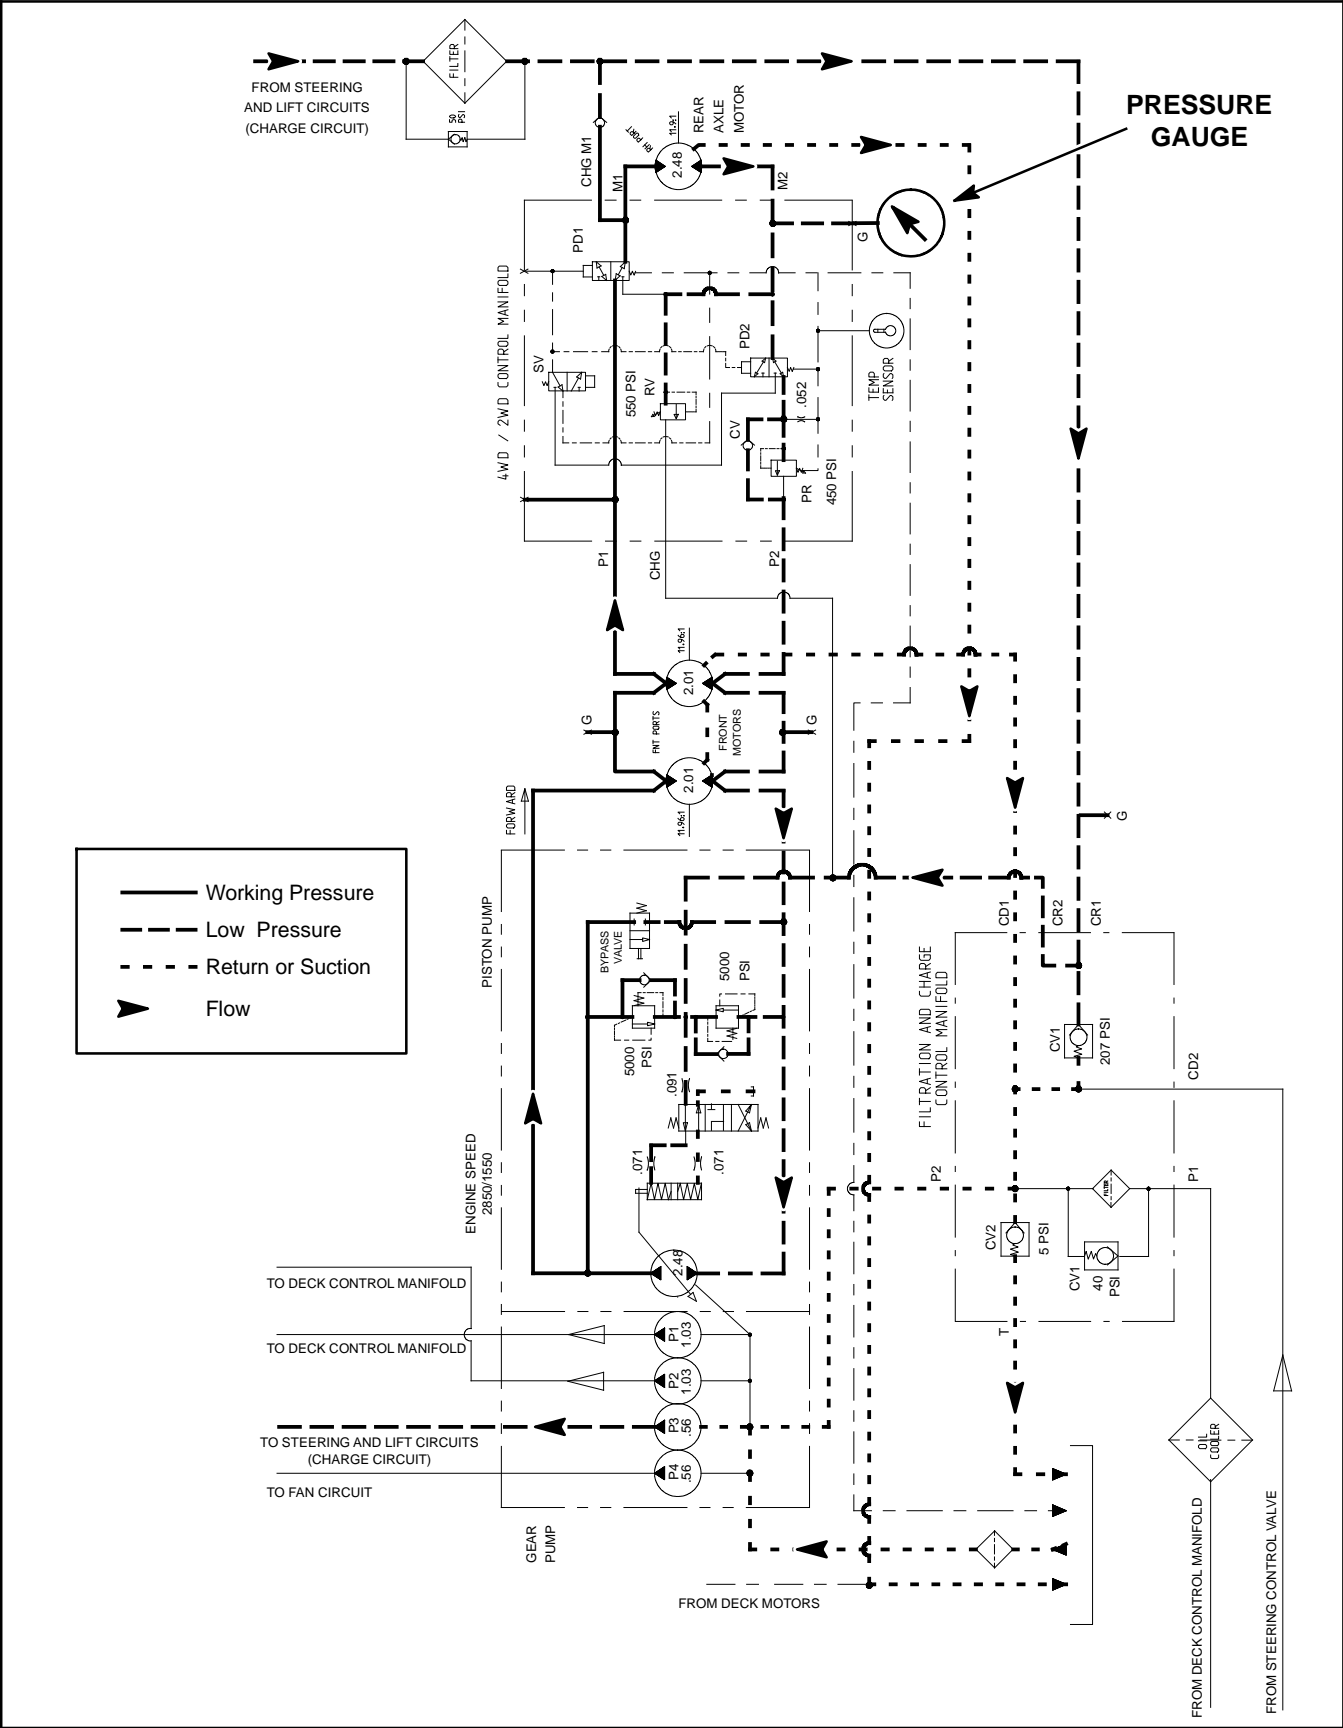 FILTER
50
PSI
FROM STEERING
AND LIFT CIRCUITS
(CHARGE CIRCUIT)
PRESSURE
GAUGE
CHG M1
RH PORT
11.9:1
REAR
AXLE
MOTOR
2.48
M1
M2
G
PD1
4WD / 2WD CONTROL MANIFOLD
SV
550 PSI
RV
PD2
TEMP
SENSOR
.052
CV
PR
450 PSI
P1
CHG
P2
11.96:1
2.01
G
FNT PORTS
FRONT
MOTORS
G
2.01
11.96:1
FORWARD
G
Working Pressure
Low Pressure
Return or Suction
Flow
PISTON PUMP
BYPASS
VALVE
5000
PSI
5000
PSI
CD1
CR2
CR1
FILTRATION AND CHARGE
CONTROL MANIFOLD
CV1
207 PSI
CD2
.091
.071
.071
ENGINE SPEED
2850/1550
P2
P1
FILTER
CV2
5 PSI
CV1
40
PSI
2.48
TO DECK CONTROL MANIFOLD
P1
1.03
TO DECK CONTROL MANIFOLD
T
P2
1.03
P3
.56
TO STEERING AND LIFT CIRCUITS
(CHARGE CIRCUIT)
P4
.56
TO FAN CIRCUIT
OIL
COOLER
GEAR
PUMP
FROM DECK MOTORS
FROM DECK CONTROL MANIFOLD
FROM STEERING CONTROL VALVE